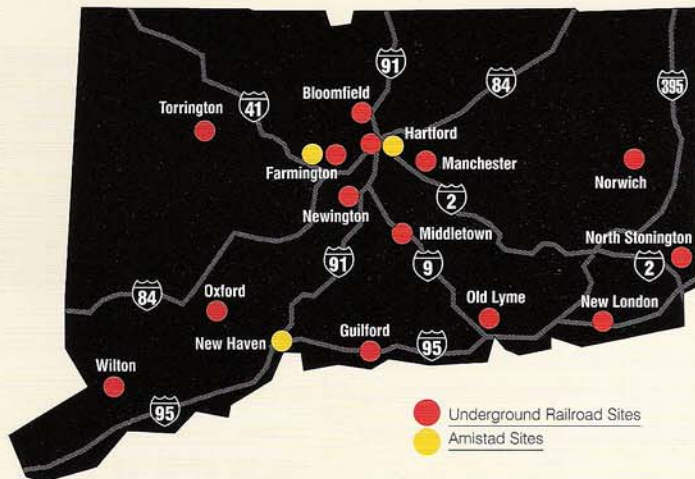 91
84
395
Bloomfield
41
Torrington
Hartford
Farmington
Manchester
Norwich
Newington
2
Middletown
North Stonington
91
9
2
84
Oxford
Old Lyme
New London
New Haven
Guilford
95
Wilton
95
Underground Railroad Sites
Amistad Sites